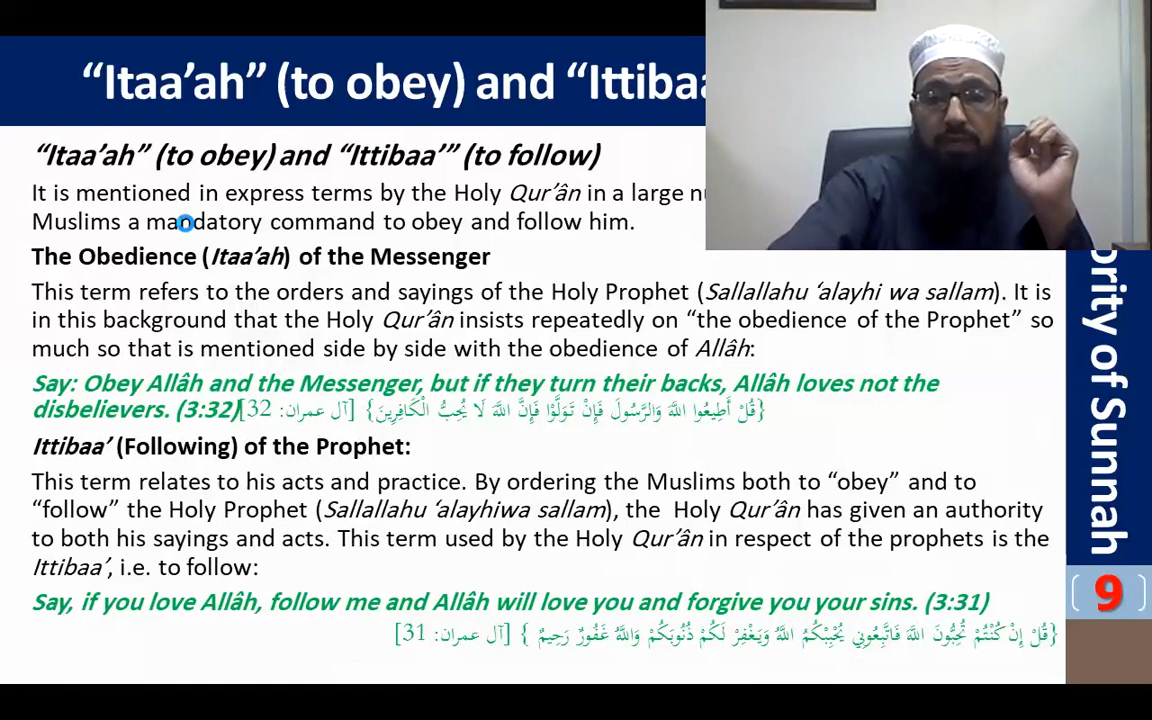 “Itaa’ah” (to obey) and “Ittibaa
“Itaa’ah” (to obey) and “Ittibaa’” (to follow)
It is mentioned in express terms by the Holy Qur’ân in a large nu
Muslims a mandatory command to obey and follow him.
The Obedience (Itaa’ah) of the Messenger
This term refers to the orders and sayings of the Holy Prophet (Sallallahu ‘alayhi wa sallam). It is
in this background that the Holy Qur’ân insists repeatedly on “the obedience of the Prophet” so
much so that is mentioned side by side with the obedience of Allâh:
Say: Obey Allâh and the Messenger, but if they turn their backs, Allâh loves not the
disbelievers. (3:32) {قُلْ أَطِيعُوا اللَّهَ وَالرَّسُولَ فَإِنْ تَوَلَّوْا فَإِنَّ اللَّهَ لَا يُحِبُّ الْكَافِرِينَ} [آل عمران: 32]
Ittibaa’ (Following) of the Prophet:
This term relates to his acts and practice. By ordering the Muslims both to “obey” and to
“follow” the Holy Prophet (Sallallahu ‘alayhiwa sallam), the Holy Qur’ân has given an authority
to both his sayings and acts. This term used by the Holy Qur’ân in respect of the prophets is the
Ittibaa’, i.e. to follow:
Say, if you love Allâh, follow me and Allâh will love you and forgive you your sins. (3:31)
{قُلْ إِنْ كُنْتُمْ تُحِبُّونَ اللَّهَ فَاتَّبِعُونِي يُحْبِبْكُمُ اللَّهُ وَيَغْفِرْ لَكُمْ ذُنُوبَكُمْ وَاللَّهُ غَفُورٌ رَحِيمٌ } [آل عمران: 31]
ority of Sunnah
9